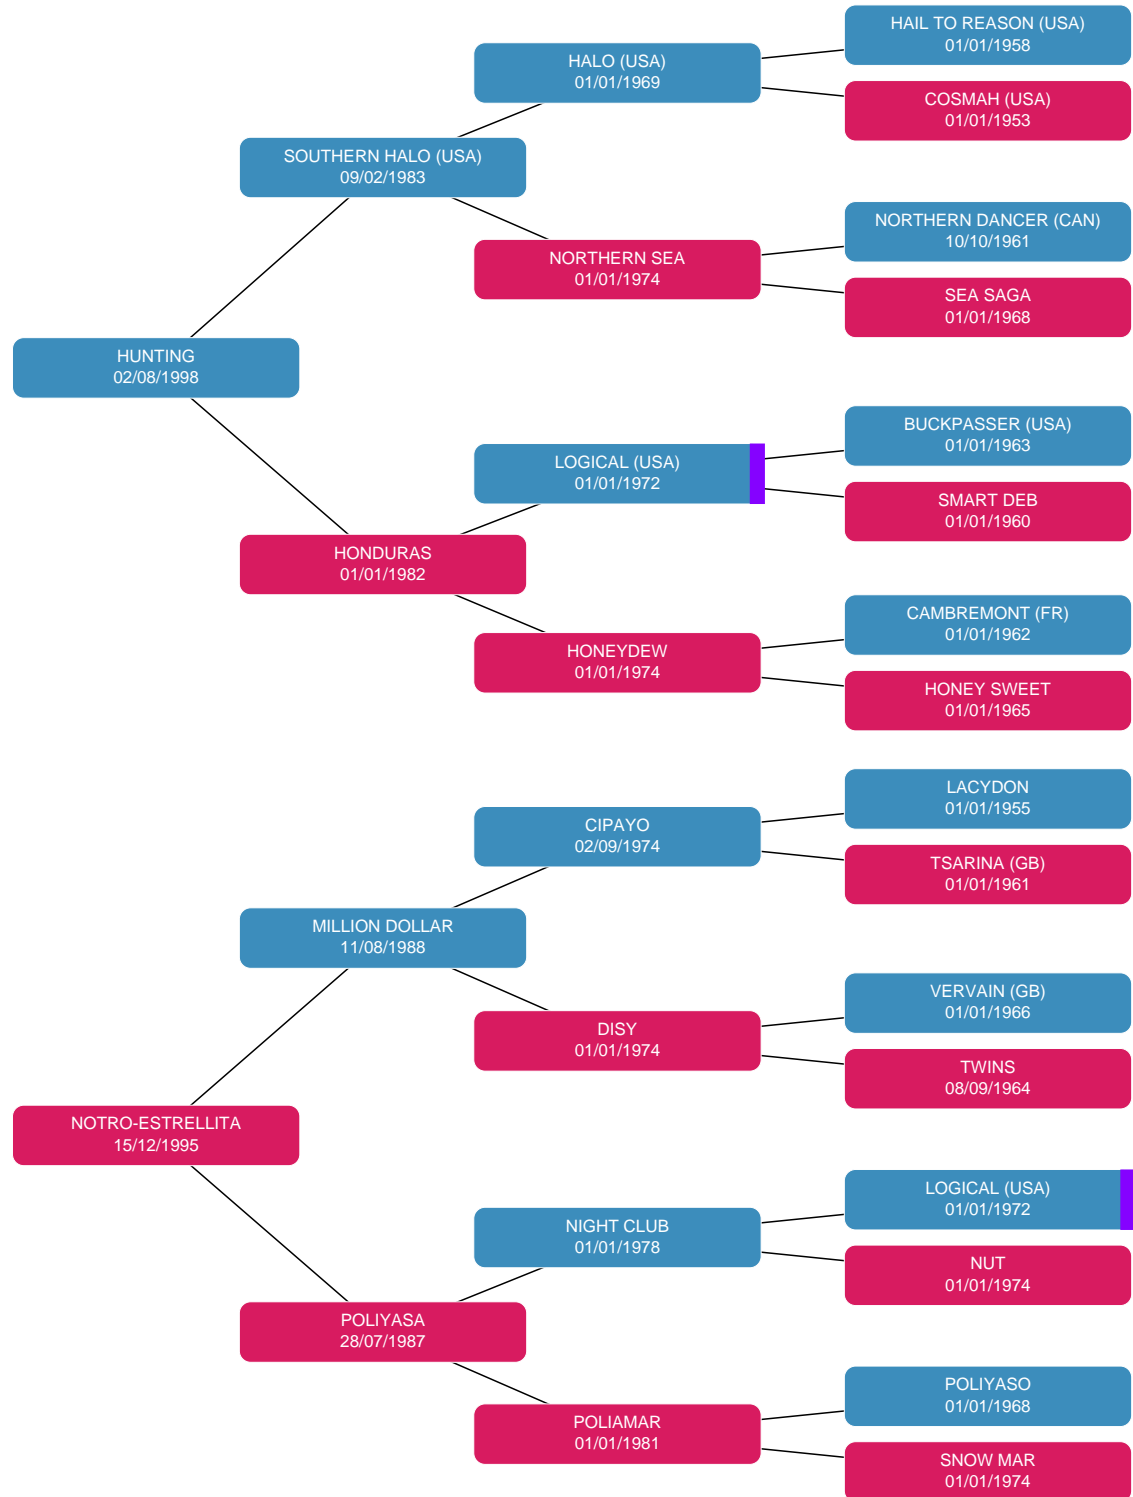 HAIL TO REASON (USA)
01/01/1958
HALO (USA)
01/01/1969
COSMAH (USA)
01/01/1953
SOUTHERN HALO (USA)
09/02/1983
NORTHERN DANCER (CAN)
10/10/1961
NORTHERN SEA
01/01/1974
SEA SAGA
01/01/1968
HUNTING
02/08/1998
BUCKPASSER (USA)
01/01/1963
LOGICAL (USA)
01/01/1972
SMART DEB
01/01/1960
HONDURAS
01/01/1982
CAMBREMONT (FR)
01/01/1962
HONEYDEW
01/01/1974
HONEY SWEET
01/01/1965
LACYDON
01/01/1955
CIPAYO
02/09/1974
TSARINA (GB)
01/01/1961
MILLION DOLLAR
11/08/1988
VERVAIN (GB)
01/01/1966
DISY
01/01/1974
TWINS
08/09/1964
NOTRO-ESTRELLITA
15/12/1995
LOGICAL (USA)
01/01/1972
NIGHT CLUB
01/01/1978
NUT
01/01/1974
POLIYASA
28/07/1987
POLIYASO
01/01/1968
POLIAMAR
01/01/1981
SNOW MAR
01/01/1974